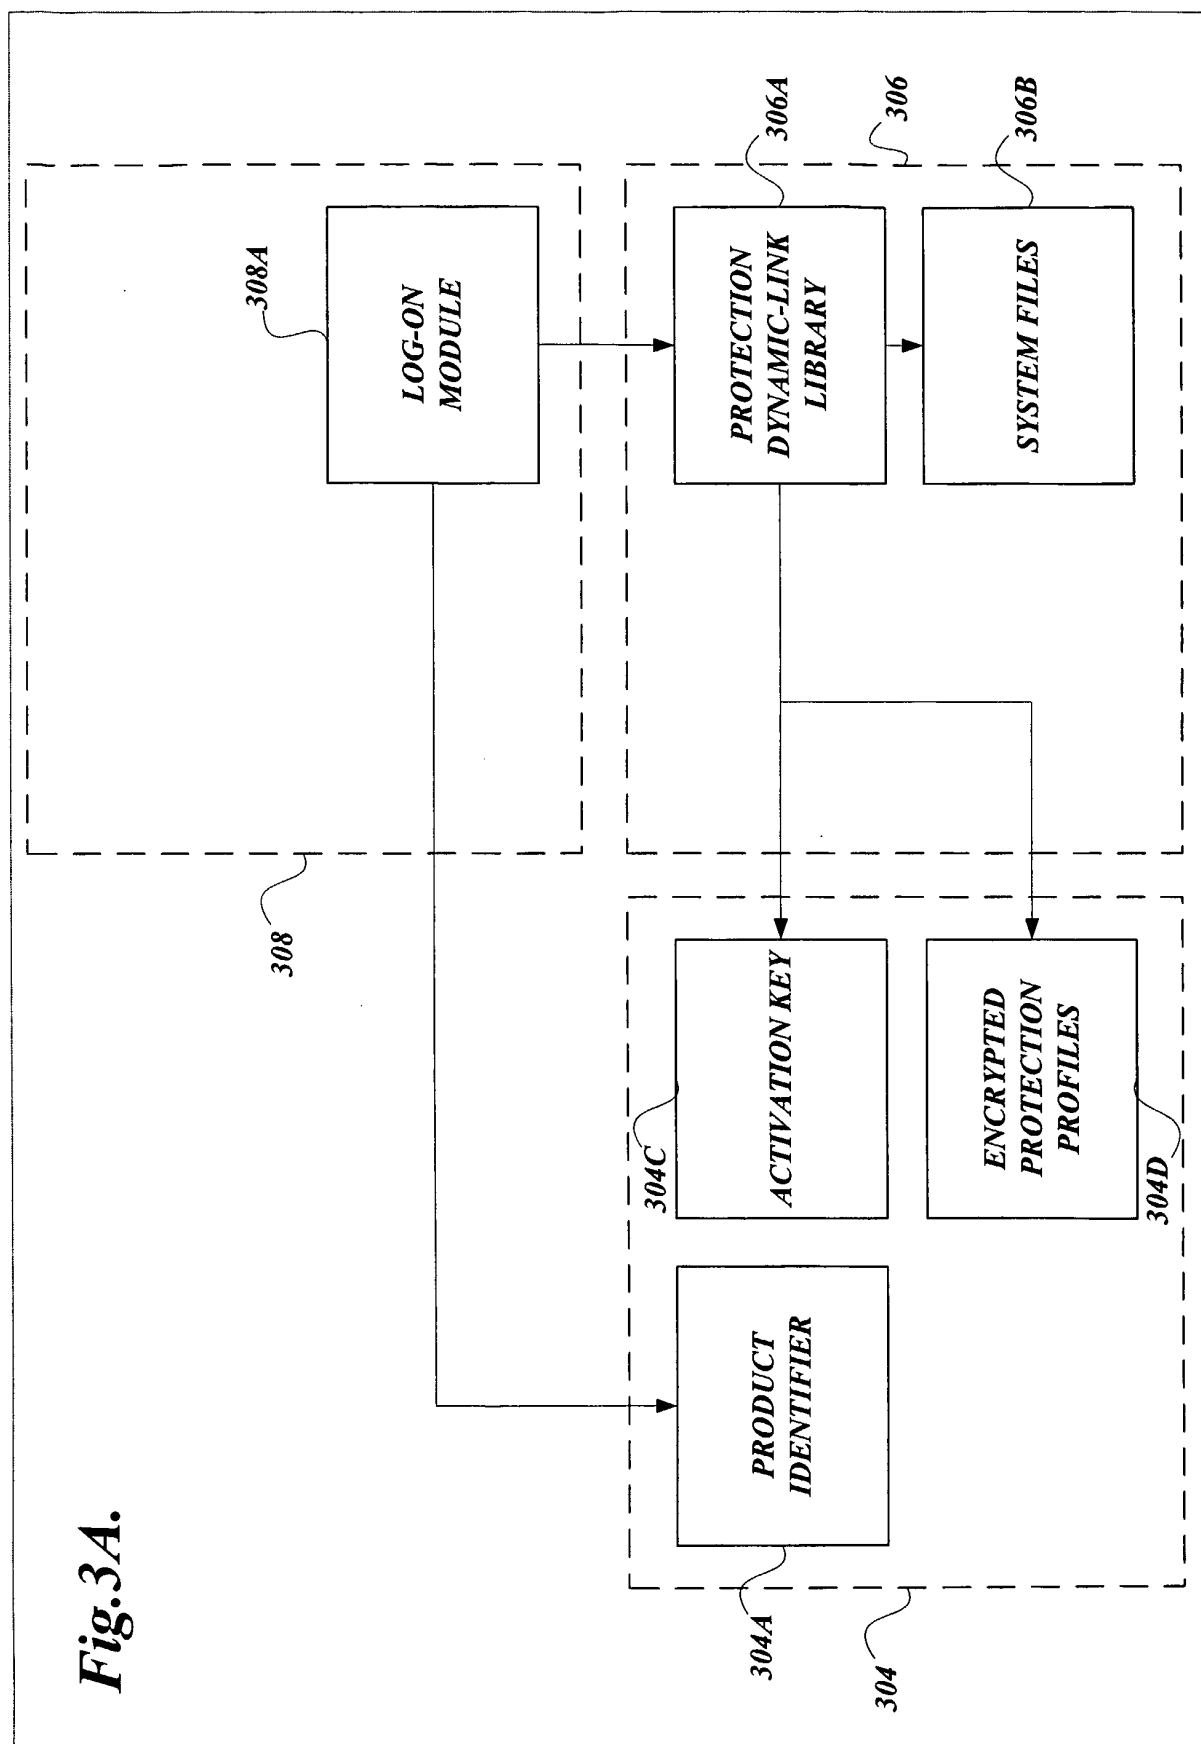 Fig.3A.
308
308A
LOG-ON
MODULE
304A
PRODUCT
IDENTIFIER
304C
ACTIVATION KEY
306A
PROTECTION
DYNAMIC-LINK
LIBRARY
306
304
304D
ENCRYPTED
PROTECTION
PROFILES
SYSTEM FILES
306B